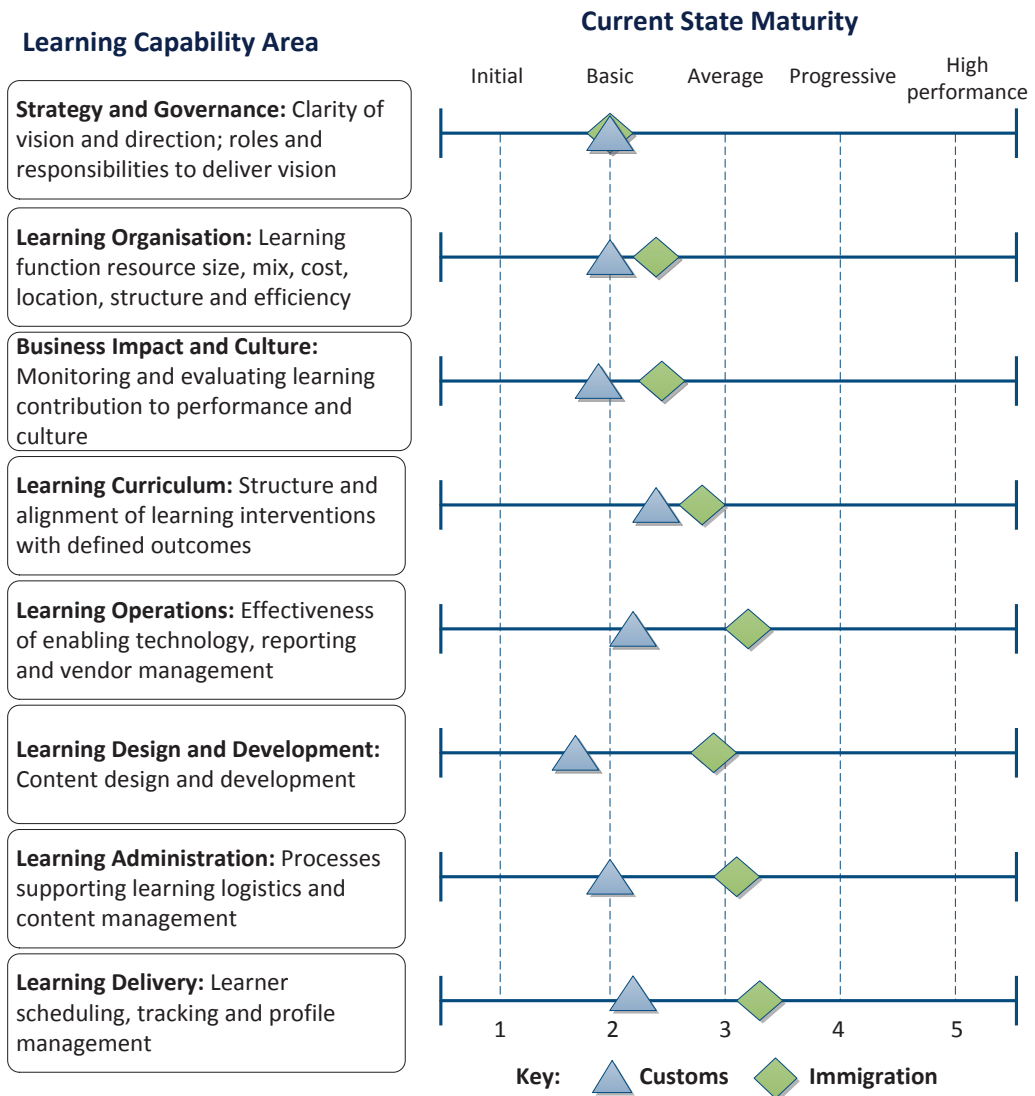 Learning Capability Area
Current State Maturity
Initial
Basic
Average
Progressive
High
performance
Strategy and Governance: Clarity of
vision and direction; roles and
responsibilities to deliver vision
Learning Organisation: Learning
function resource size, mix, cost,
location, structure and efficiency
Business Impact and Culture:
Monitoring and evaluating learning
contribution to performance and
culture
Learning Curriculum: Structure and
alignment of learning interventions
with defined outcomes
Learning Operations: Effectiveness
of enabling technology, reporting
and vendor management
Learning Design and Development:
Content design and development
Learning Administration: Processes
supporting learning logistics and
content management
Learning Delivery: Learner
scheduling, tracking and profile
management
1 2 3 4 5
Key: Customs Immigration